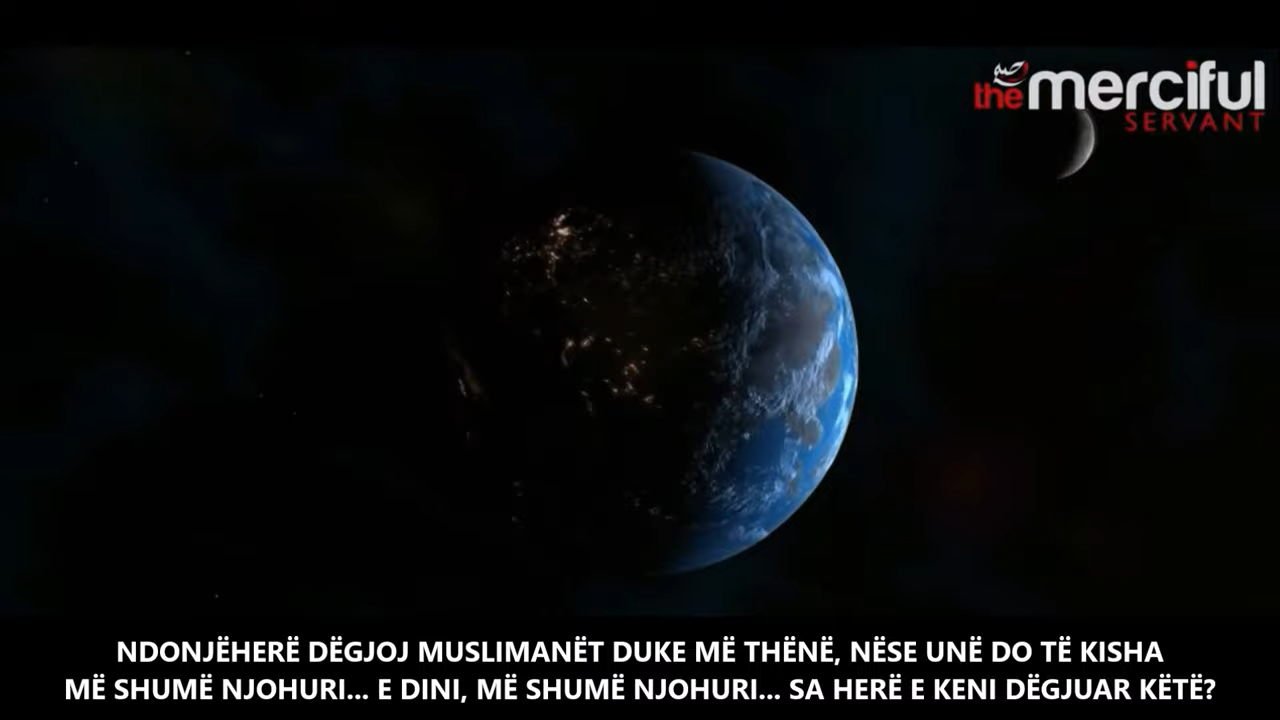 the merciful
SERVANT
NDONJËHERË DËGJOJ MUSLIMANËT DUKE MË THËNË, NËSE UNË DO TË KISHA
MË SHUMË NJOHURI... E DINI, MË SHUMË NJOHURI... SA HERË E KENI DËGJUAR KËTË?